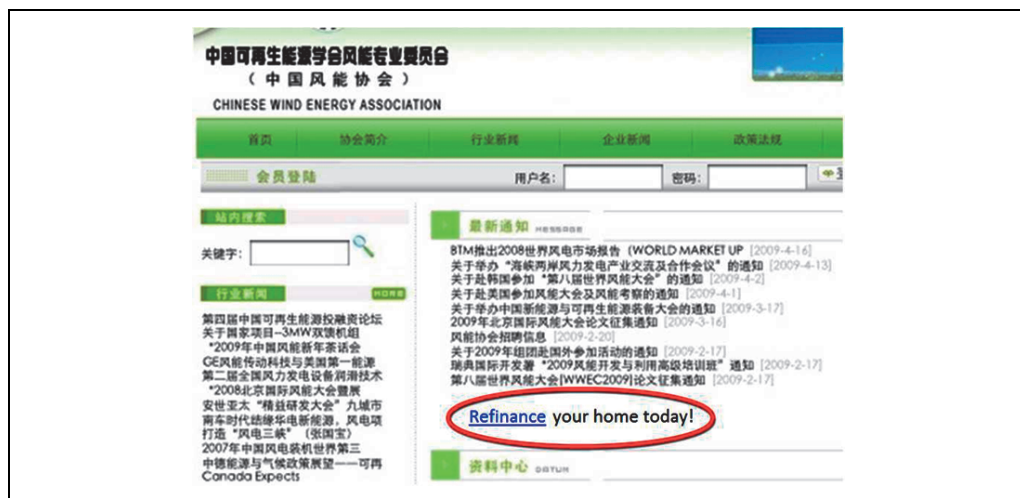 中国可再生能源学会风能专业委员会
（中国风能协会）
CHINESE WIND ENERGY ASSOCIATION
首页 协会简介 行业新闻 企业新闻 政策法规
会员登陆 用户名： 密码：
站内搜索
关键字：
行业新闻 MORE
第四届中国可再生能源投融资论坛
关于国家项目--3MW双馈机组
"2009年中国风能新年茶话会
GE风能传动科技与美国第一能源
第二届全国风力发电设备润滑技术
"2008北京国际风能大会暨展
安世亚太"精益研发大会"九城市
南车时代结缘华电新能源，风电项
打造"风电三峡"（张国宝）
2007年中国风电装机世界第三
中德能源与气候政策展望——可再
Canada Expects
最新通知 MESSAGE
BTM推出2008世界风电市场报告（WORLD MARKET UP [2009-4-16]
关于举办"海峡两岸风力发电产业交流及合作会议"的通知 [2009-4-13]
关于赴韩国参加"第八届世界风能大会"的通知 [2009-4-2]
关于赴美国参加风能大会及风能考察的通知 [2009-4-1]
关于举办中国新能源与可再生能源装备大会的通知 [2009-3-17]
2009年北京国际风能大会论文征集通知 [2009-3-16]
风能协会招聘信息 [2009-2-20]
关于2009年组团赴国外参加活动的通知 [2009-2-17]
瑞典国际开发署"2009风能开发与利用高级培训班"通知 [2009-2-17]
第八届世界风能大会[WWEC2009]论文征集通知 [2009-2-17]
Refinance your home today!
资料中心 DATUM